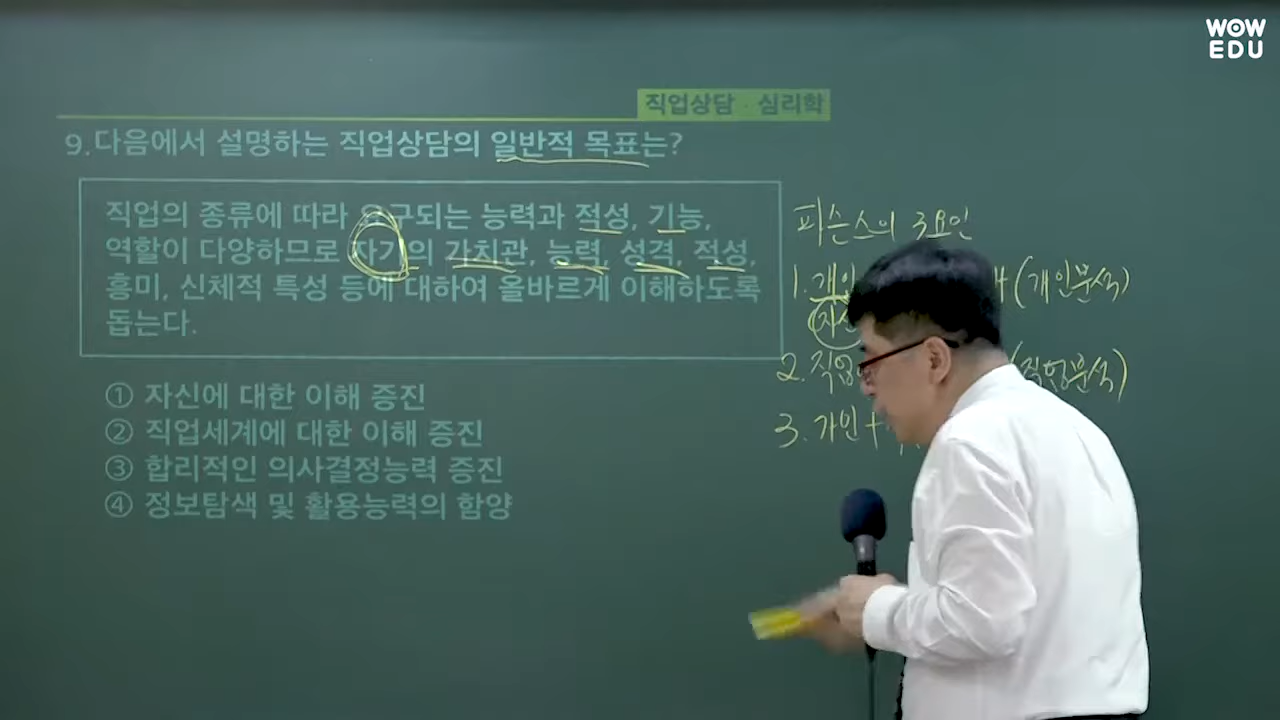 WOW
EDU
직업상담 · 심리학
9. 다음에서 설명하는 직업상담의 일반적 목표는?
직업의 종류에 따라 요구되는 능력과 적성, 기능,
역할이 다양하므로 자기의 가치관, 능력, 성격, 적성,
흥미, 신체적 특성 등에 대하여 올바르게 이해하도록
돕는다.
① 자신에 대한 이해 증진
② 직업세계에 대한 이해 증진
③ 합리적인 의사결정능력 증진
④ 정보탐색 및 활용능력의 함양
파슨스의 3요인
1. (개인분석)
2. 직업 (직업분석)
3. 개인 +